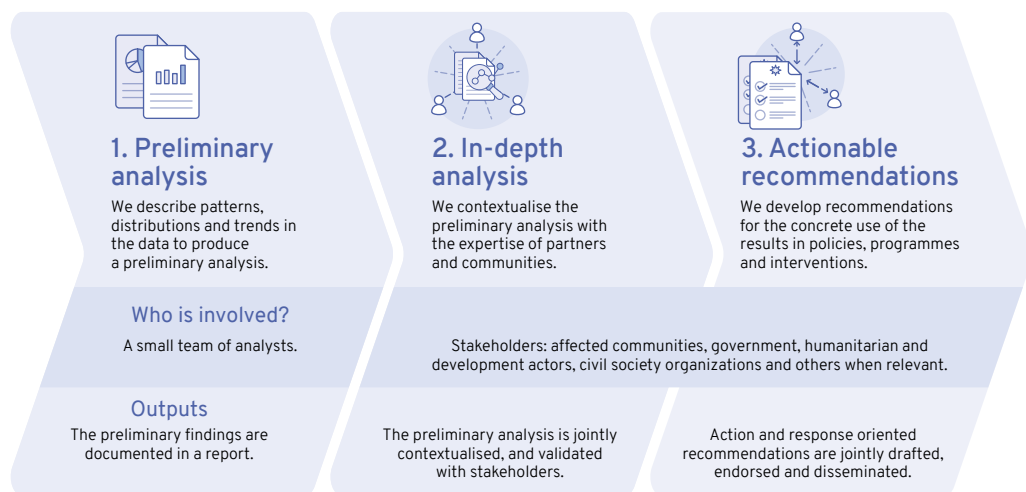 1. Preliminary
analysis
We describe patterns,
distributions and trends in
the data to produce
a preliminary analysis.
2. In-depth
analysis
We contextualise the
preliminary analysis with
the expertise of partners
and communities.
3. Actionable
recommendations
We develop recommendations
for the concrete use of the
results in policies, programmes
and interventions.
Who is involved?
A small team of analysts.
Stakeholders: affected communities, government, humanitarian and
development actors, civil society organizations and others when relevant.
Outputs
The preliminary findings are
documented in a report.
The preliminary analysis is jointly
contextualised, and validated
with stakeholders.
Action and response oriented
recommendations are jointly drafted,
endorsed and disseminated.